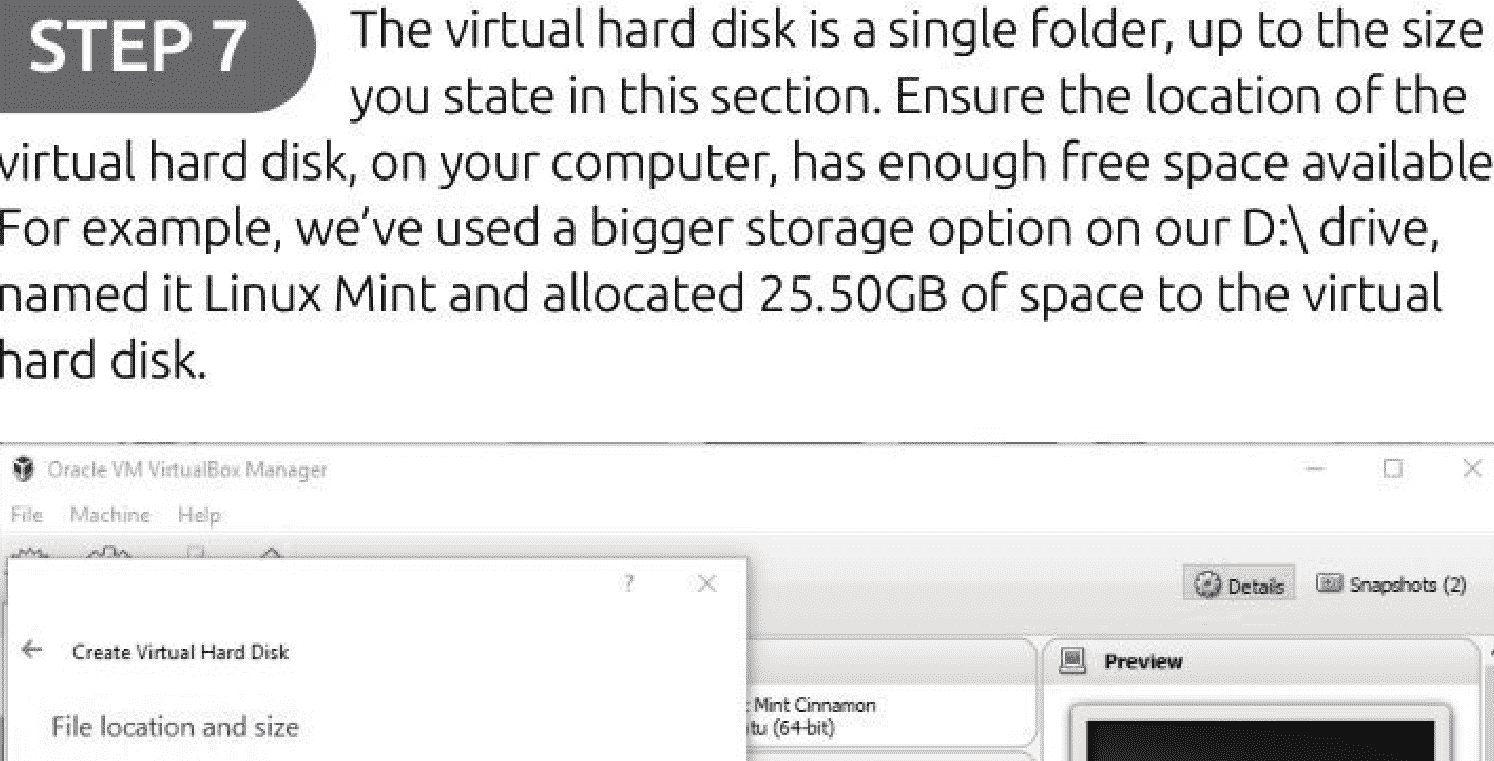 STEP 7
The virtual hard disk is a single folder, up to the size
you state in this section. Ensure the location of the
virtual hard disk, on your computer, has enough free space available
For example, we've used a bigger storage option on our D:\ drive,
named it Linux Mint and allocated 25.50GB of space to the virtual
hard disk.
Oracle VM VirtualBox Manager
File Machine Help
?
Details Snapshots (2)
Create Virtual Hard Disk
Preview
: Mint Cinnamon
tu (64-bit)
File location and size